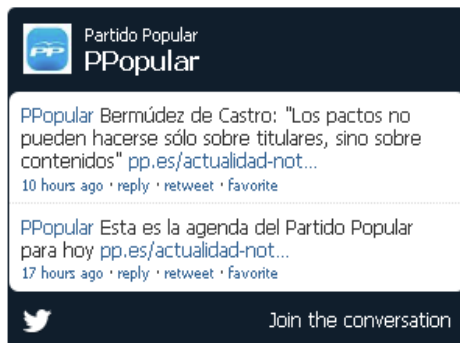 PP
Partido Popular
PPopular
PPopular Bermúdez de Castro: "Los pactos no
pueden hacerse sólo sobre titulares, sino sobre
contenidos" pp.es/actualidad-not...
10 hours ago · reply · retweet · favorite
PPopular Esta es la agenda del Partido Popular
para hoy pp.es/actualidad-not...
17 hours ago · reply · retweet · favorite
Join the conversation